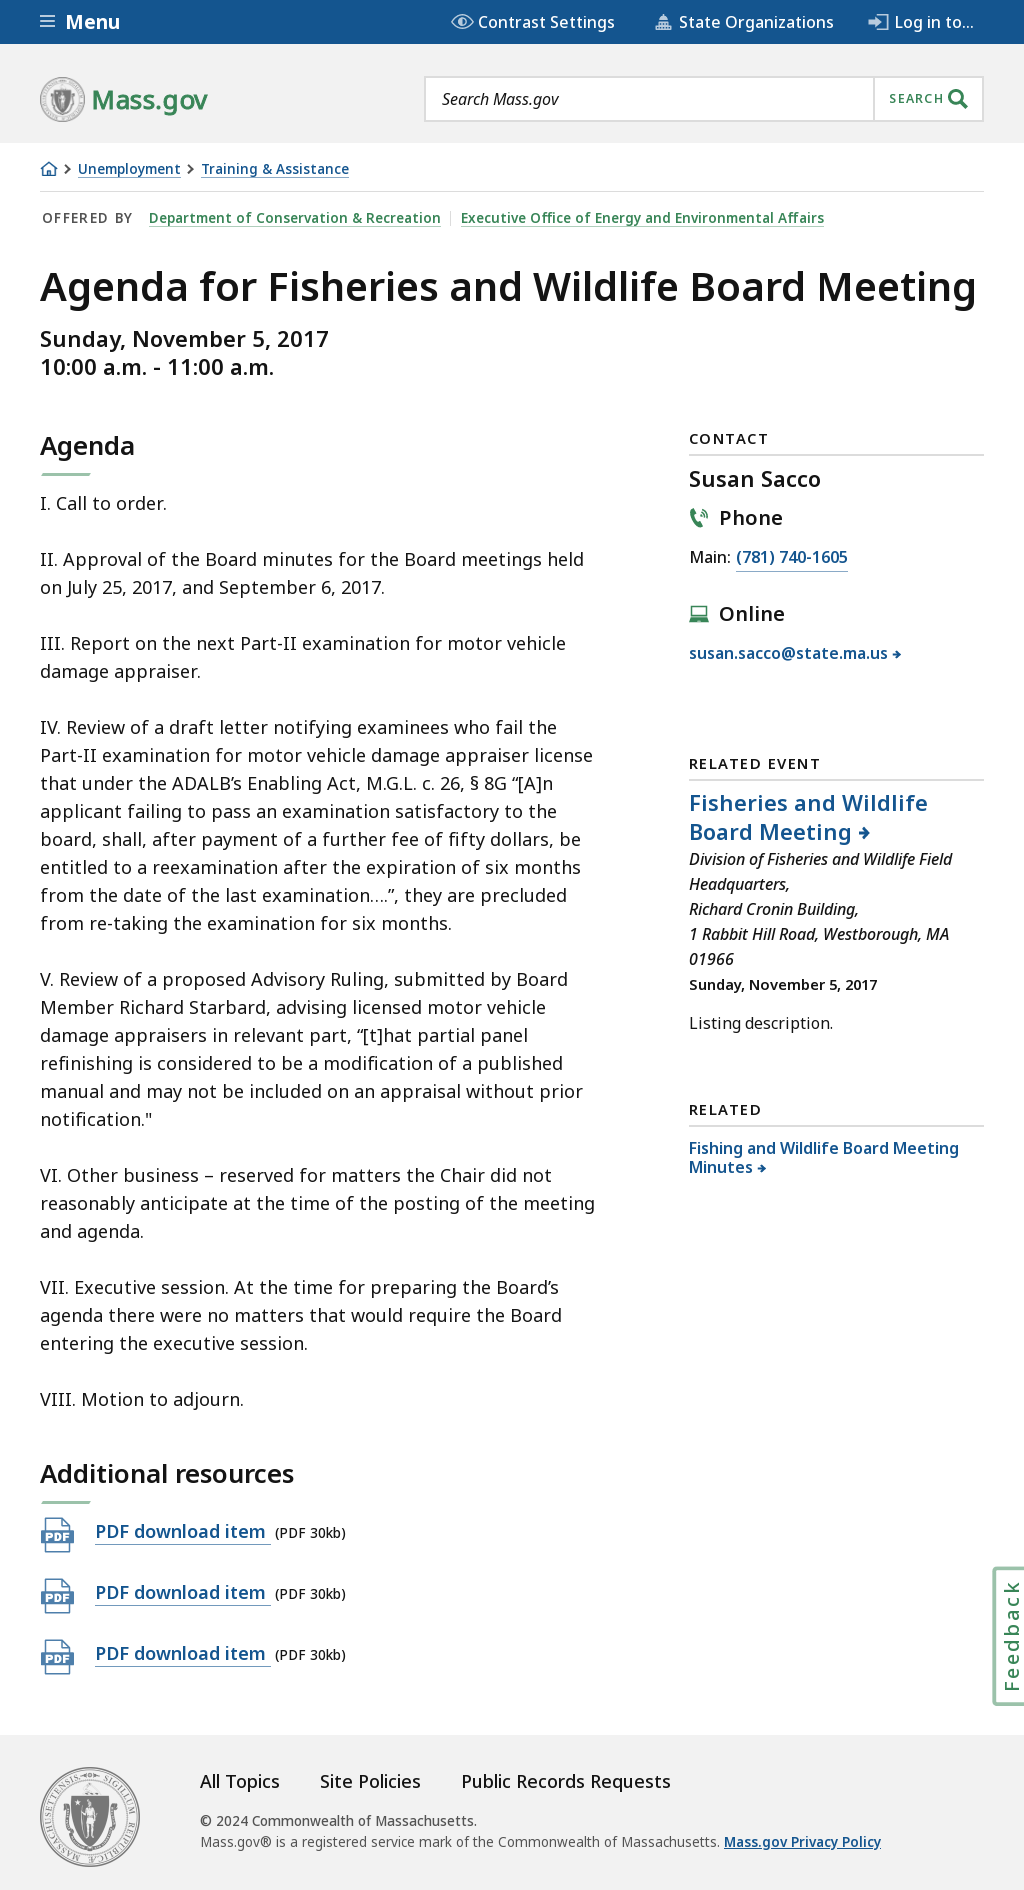 Menu
Contrast Settings
State Organizations
Log in to...
Mass.gov
Search Mass.gov
SEARCH
Unemployment
Training & Assistance
OFFERED BY
Department of Conservation & Recreation
Executive Office of Energy and Environmental Affairs
Agenda for Fisheries and Wildlife Board Meeting
Sunday, November 5, 2017
10:00 a.m. - 11:00 a.m.
Agenda
I. Call to order.
II. Approval of the Board minutes for the Board meetings held
on July 25, 2017, and September 6, 2017.
III. Report on the next Part-II examination for motor vehicle
damage appraiser.
IV. Review of a draft letter notifying examinees who fail the
Part-II examination for motor vehicle damage appraiser license
that under the ADALB’s Enabling Act, M.G.L. c. 26, § 8G “[A]n
applicant failing to pass an examination satisfactory to the
board, shall, after payment of a further fee of fifty dollars, be
entitled to a reexamination after the expiration of six months
from the date of the last examination….”, they are precluded
from re-taking the examination for six months.
V. Review of a proposed Advisory Ruling, submitted by Board
Member Richard Starbard, advising licensed motor vehicle
damage appraisers in relevant part, “[t]hat partial panel
refinishing is considered to be a modification of a published
manual and may not be included on an appraisal without prior
notification."
VI. Other business – reserved for matters the Chair did not
reasonably anticipate at the time of the posting of the meeting
and agenda.
VII. Executive session. At the time for preparing the Board’s
agenda there were no matters that would require the Board
entering the executive session.
VIII. Motion to adjourn.
Additional resources
PDF
PDF download item (PDF 30kb)
PDF
PDF download item (PDF 30kb)
PDF
PDF download item (PDF 30kb)
CONTACT
Susan Sacco
Phone
Main: (781) 740-1605
Online
susan.sacco@state.ma.us
RELATED EVENT
Fisheries and Wildlife
Board Meeting
Division of Fisheries and Wildlife Field
Headquarters,
Richard Cronin Building,
1 Rabbit Hill Road, Westborough, MA
01966
Sunday, November 5, 2017
Listing description.
RELATED
Fishing and Wildlife Board Meeting
Minutes
Feedback
All Topics
Site Policies
Public Records Requests
© 2024 Commonwealth of Massachusetts.
Mass.gov® is a registered service mark of the Commonwealth of Massachusetts. Mass.gov Privacy Policy